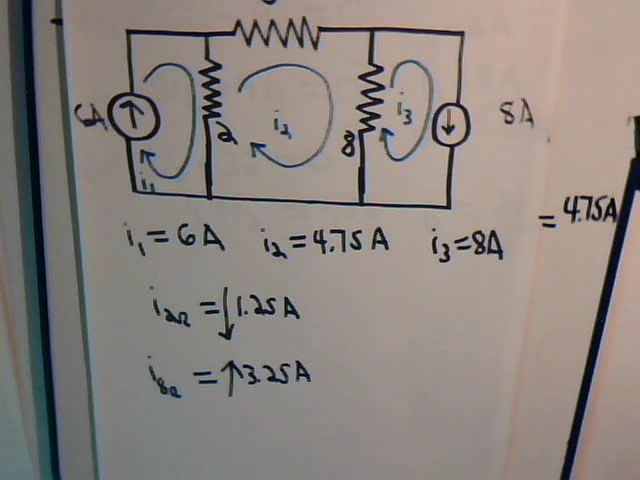 6A 2 i₂ 8 i₃ 8A
i₁
= 4.75A
i₁ = 6A i₂ = 4.75A i₃ = 8A
i₂Ω = ↓1.25A
i₈Ω = ↑3.25A